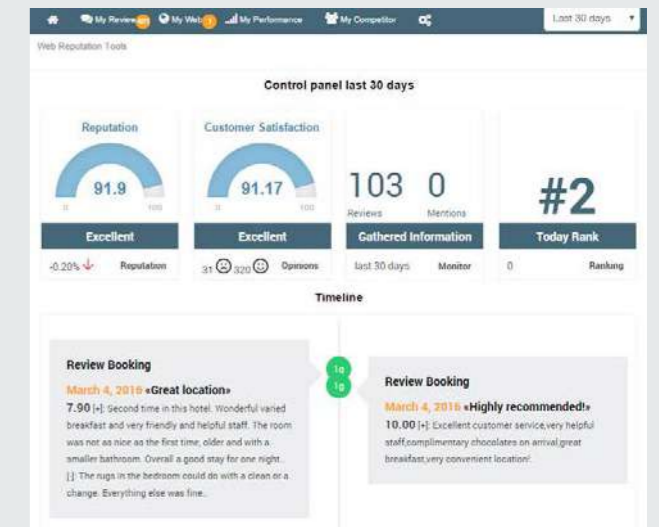 My Review
My Web
My Performance
My Competitor
Last 30 days
Web Reputation Tools
Control panel last 30 days
Reputation
91.9
0 100
Excellent
-0.20% Reputation
Customer Satisfaction
91.17
0 100
Excellent
31 320 Opinions
103 0
Reviews Mentions
Gathered Information
last 30 days Monitor
#2
Today Rank
0 Ranking
Timeline
Review Booking
March 4, 2016 «Great location»
7.90 [+]: Second time in this hotel. Wonderful varied
breakfast and very friendly and helpful staff. The room
was not as nice as the first time, older and with a
smaller bathroom. Overall a good stay for one night..
[-]: The rugs in the bedroom could do with a clean or a
change. Everything else was fine..
1g
1g
Review Booking
March 4, 2016 «Highly recommended!»
10.00 [+]: Excellent customer service,very helpful
staff,complimentary chocolates on arrival,great
breakfast,very convenient location!.